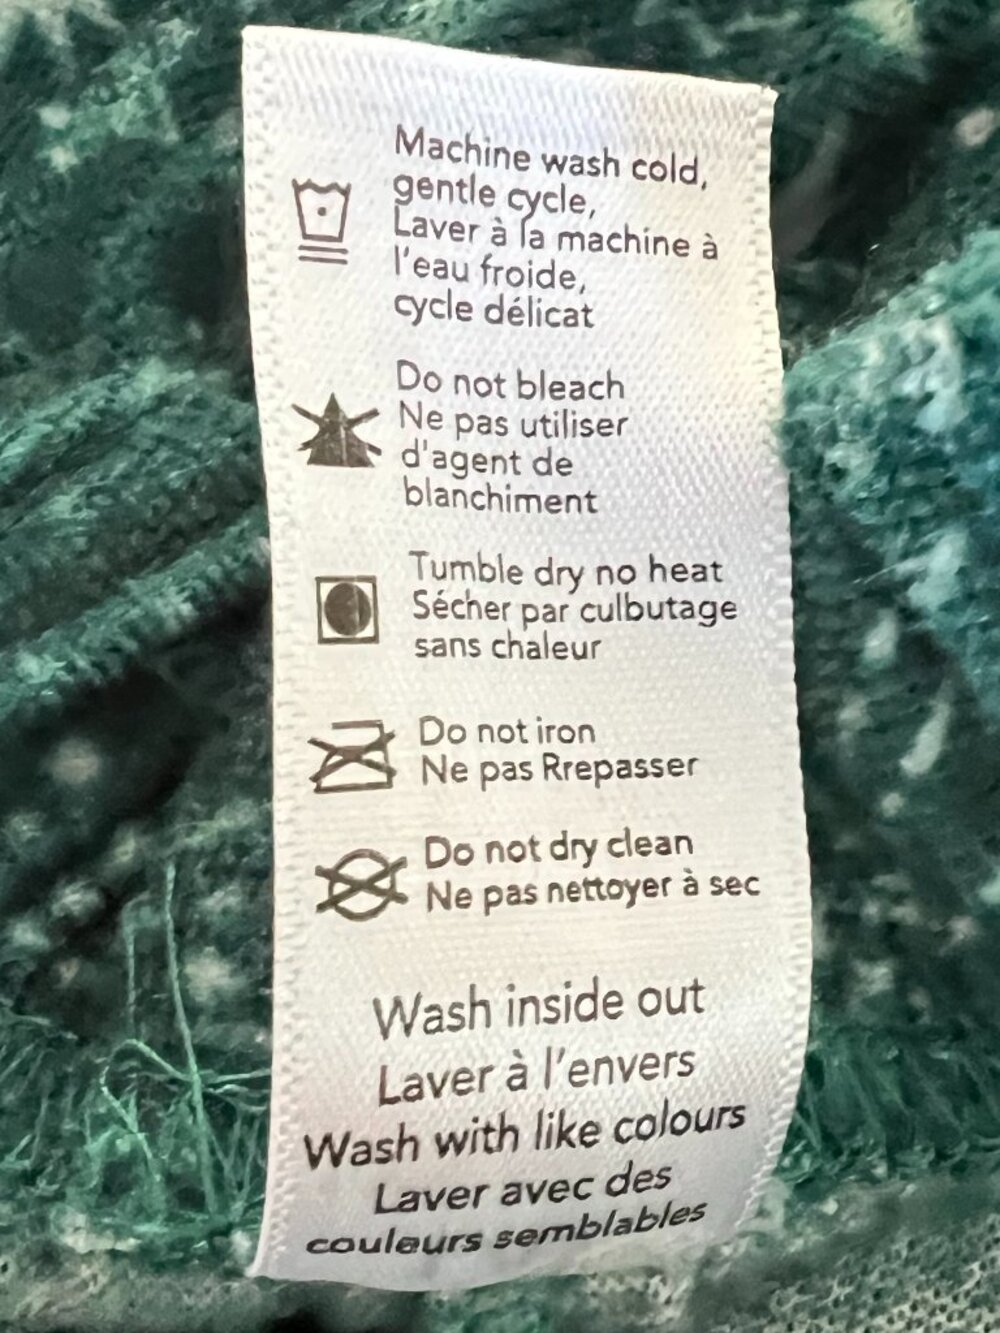 Machine wash cold,
gentle cycle,
Laver à la machine à
l'eau froide,
cycle délicat
Do not bleach
Ne pas utiliser
d'agent de
blanchiment
Tumble dry no heat
Sécher par culbutage
sans chaleur
Do not iron
Ne pas Rrepasser
Do not dry clean
Ne pas nettoyer à sec
Wash inside out
Laver à l'envers
Wash with like colours
Laver avec des
couleurs semblables